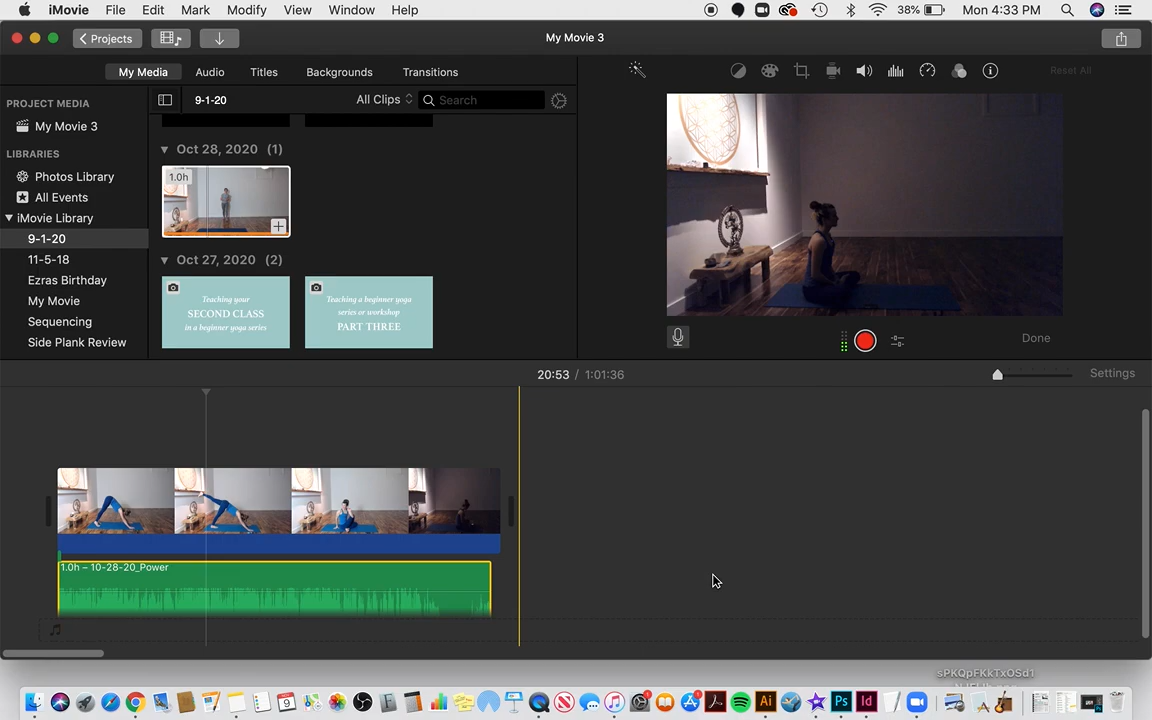 iMovie File Edit Mark Modify View Window Help 38% Mon 4:33 PM
Projects My Movie 3
My Media Audio Titles Backgrounds Transitions Reset All
PROJECT MEDIA
My Movie 3
LIBRARIES
Photos Library
All Events
iMovie Library
9-1-20
11-5-18
Ezras Birthday
My Movie
Sequencing
Side Plank Review
9-1-20 All Clips Search
Oct 28, 2020 (1)
1.0h
Oct 27, 2020 (2)
Teaching your
SECOND CLASS
in a beginner yoga series
Teaching a beginner yoga
series or workshop
PART THREE
Done
20:53 / 1:01:36 Settings
1.0h – 10-28-20_Power
sPKQpFKkTxOSd1